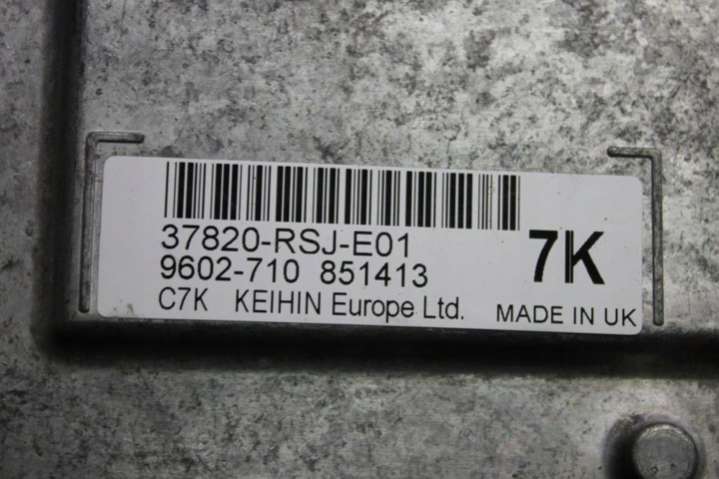 37820-RSJ-E01
9602-710 851413
7K
C7K KEIHIN Europe Ltd. MADE IN UK